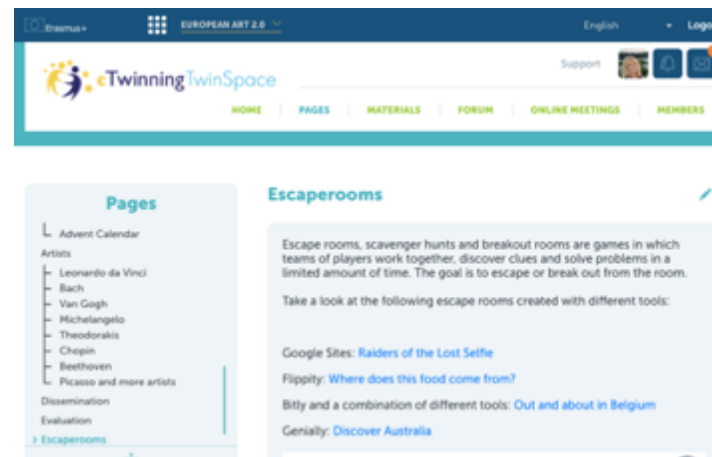 Erasmus+
EUROPEAN ART 2.0
English
Logo
eTwinning TwinSpace
Support
HOME
PAGES
MATERIALS
FORUM
ONLINE MEETINGS
MEMBERS
Pages
Advent Calendar
Artists
Leonardo da Vinci
Bach
Van Gogh
Michelangelo
Theodorakis
Chopin
Beethoven
Picasso and more artists
Dissemination
Evaluation
> Escaperooms
Escaperooms
Escape rooms, scavenger hunts and breakout rooms are games in which
teams of players work together, discover clues and solve problems in a
limited amount of time. The goal is to escape or break out from the room.
Take a look at the following escape rooms created with different tools:
Google Sites: Raiders of the Lost Selfie
Flippity: Where does this food come from?
Bitly and a combination of different tools: Out and about in Belgium
Genially: Discover Australia